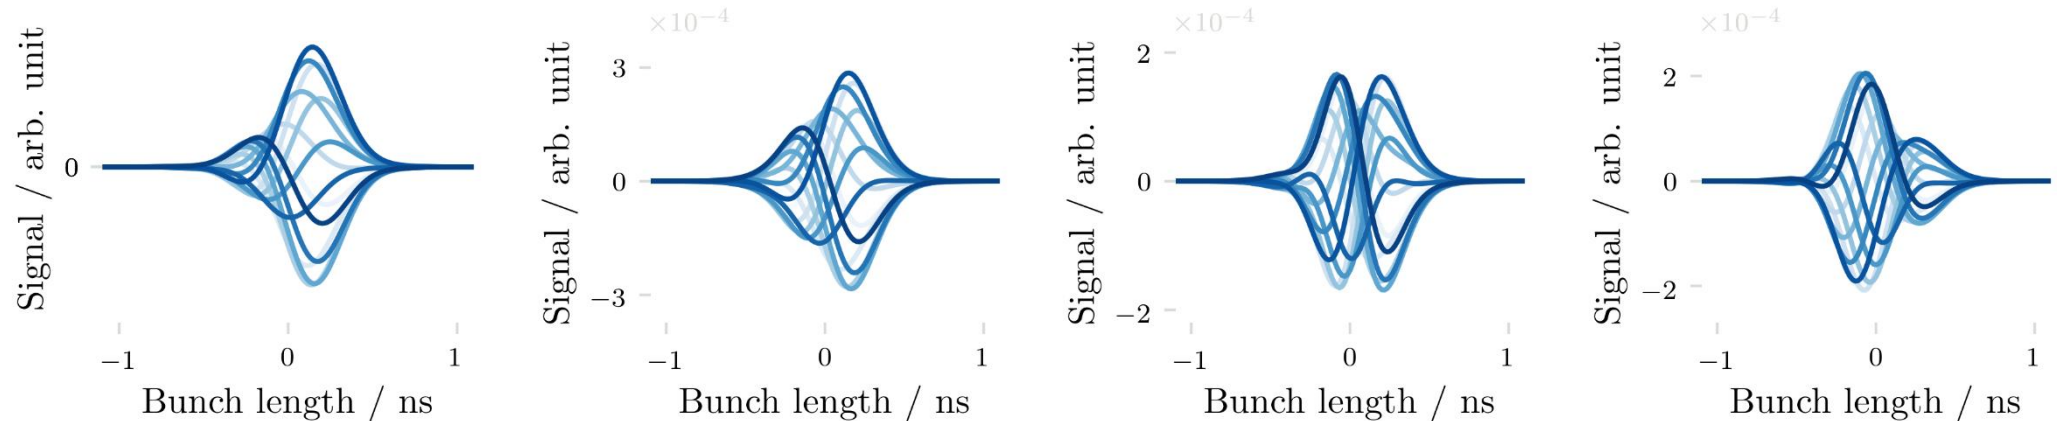 Signal / arb. unit
0
−1 0 1
Bunch length / ns
×10⁻⁴
Signal / arb. unit
3
0
−3
−1 0 1
Bunch length / ns
×10⁻⁴
Signal / arb. unit
2
0
−2
−1 0 1
Bunch length / ns
×10⁻⁴
Signal / arb. unit
2
0
−2
−1 0 1
Bunch length / ns